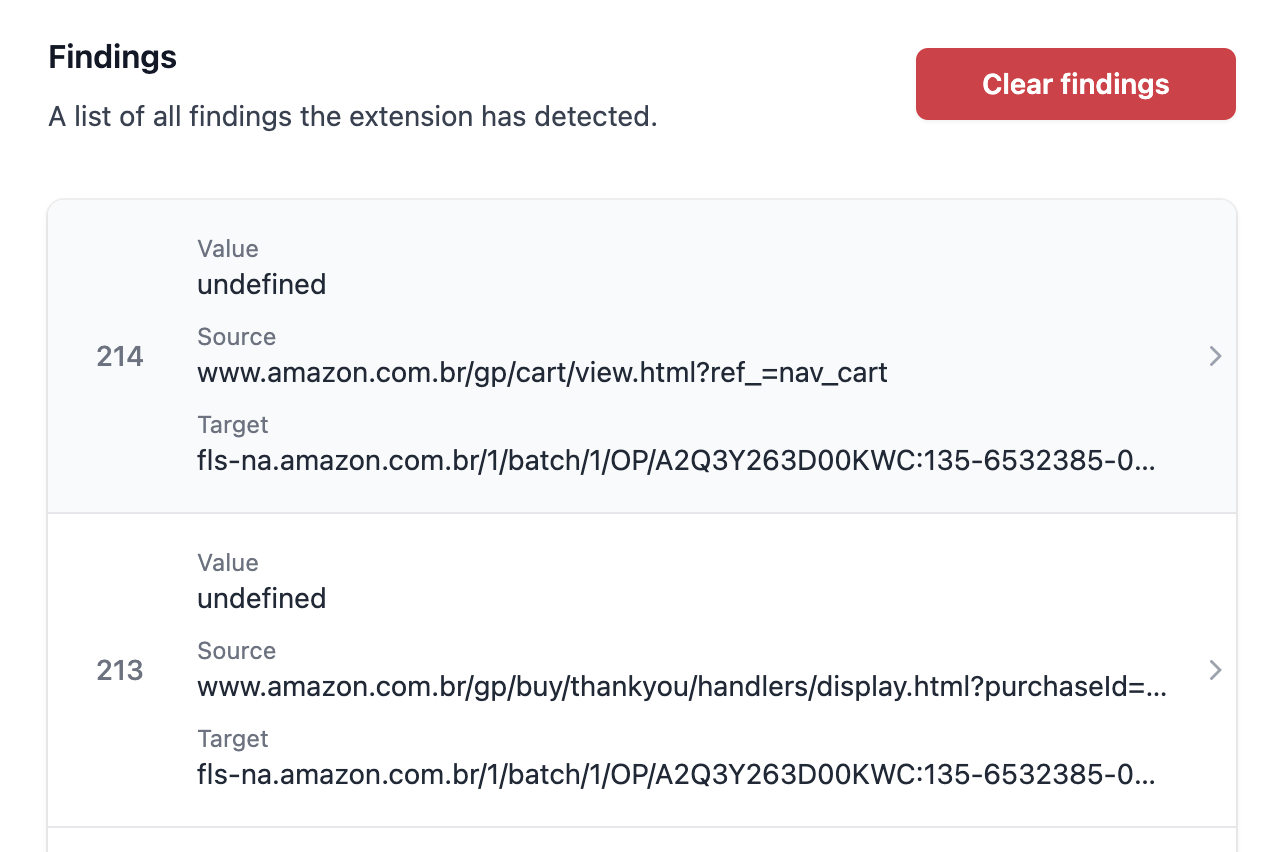 Findings
Clear findings
A list of all findings the extension has detected.
Value
undefined
Source
214
www.amazon.com.br/gp/cart/view.html?ref_=nav_cart
Target
fls-na.amazon.com.br/1/batch/1/OP/A2Q3Y263D00KWC:135-6532385-0...
Value
undefined
Source
213
www.amazon.com.br/gp/buy/thankyou/handlers/display.html?purchaseId=...
Target
fls-na.amazon.com.br/1/batch/1/OP/A2Q3Y263D00KWC:135-6532385-0...